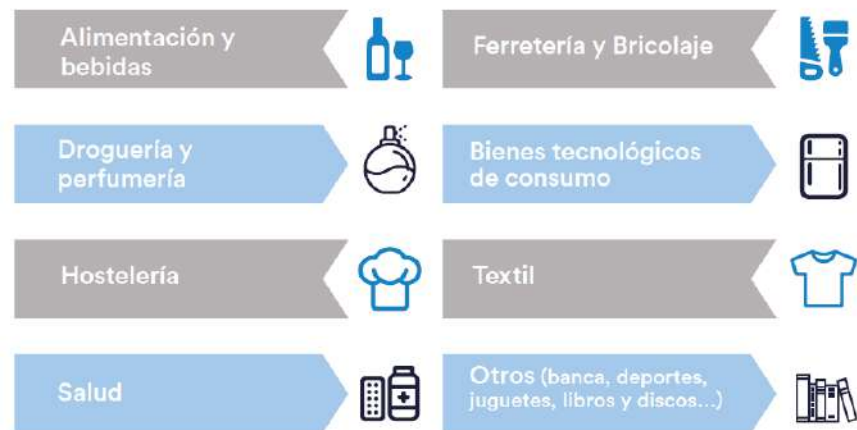 Alimentación y
bebidas
Ferretería y Bricolaje
Droguería y
perfumería
Bienes tecnológicos
de consumo
Hostelería
Textil
Salud
Otros (banca, deportes,
juguetes, libros y discos...)